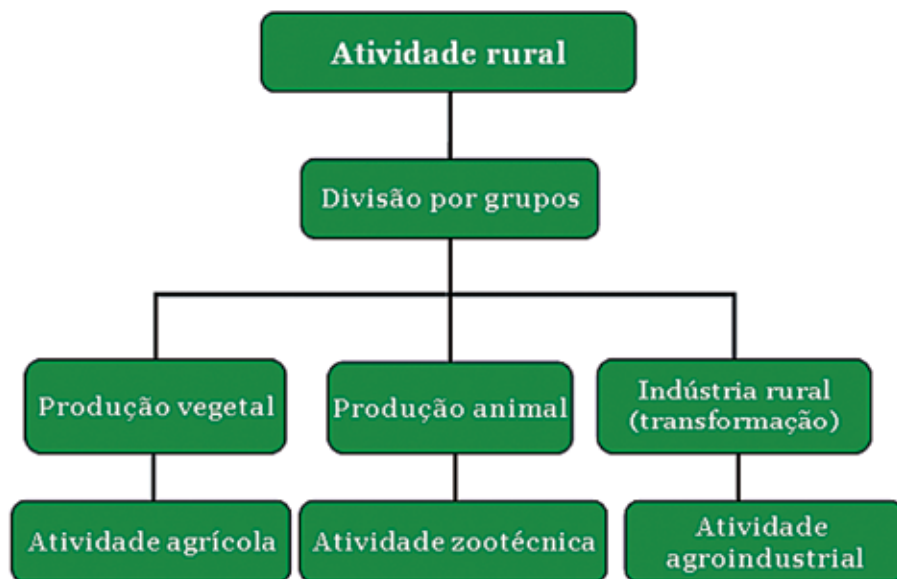 Atividade rural
Divisão por grupos
Produção vegetal
Produção animal
Indústria rural
(transformação)
Atividade agrícola
Atividade zootécnica
Atividade
agroindustrial